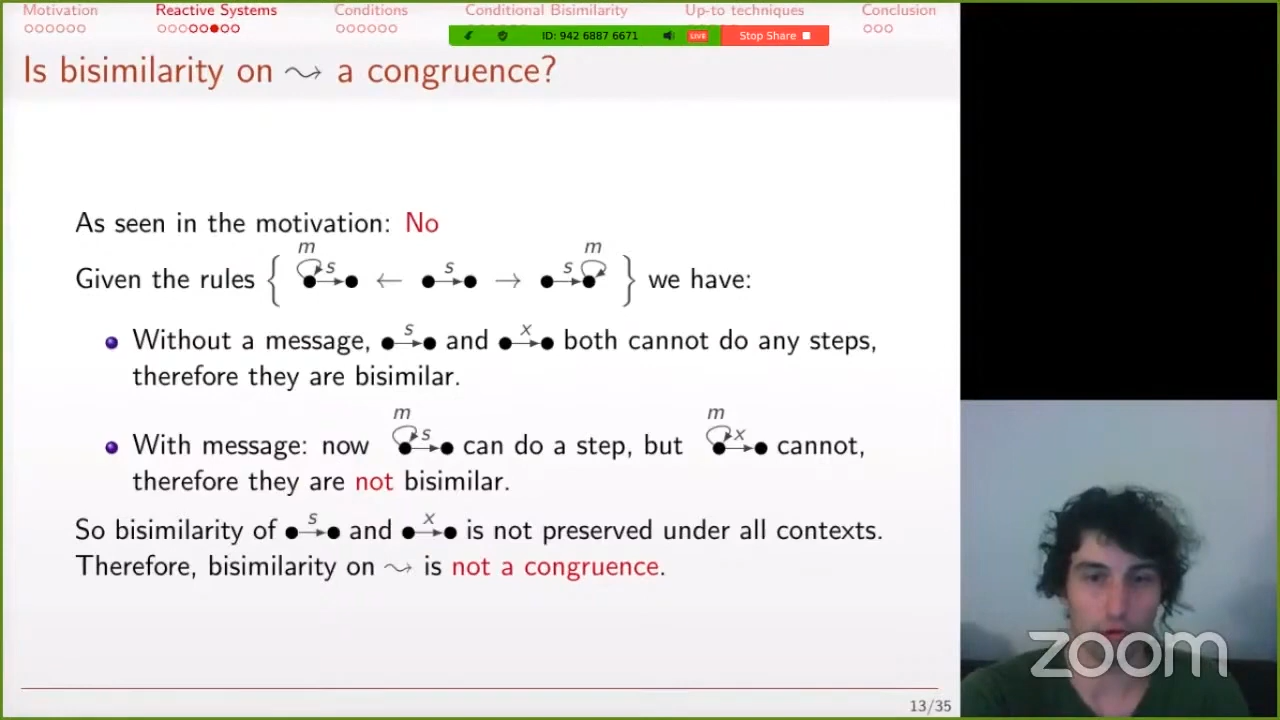 Motivation Reactive Systems Conditions Conditional Bisimilarity Up-to techniques Conclusion
ID: 942 6887 6671 LIVE Stop Share
Is bisimilarity on ⤳ a congruence?
As seen in the motivation: No
m m
Given the rules { s ← s → s } we have:
Without a message, s and x both cannot do any steps,
therefore they are bisimilar.
m m
With message: now s can do a step, but x cannot,
therefore they are not bisimilar.
So bisimilarity of s and x is not preserved under all contexts.
Therefore, bisimilarity on ⤳ is not a congruence.
zoom
13/35